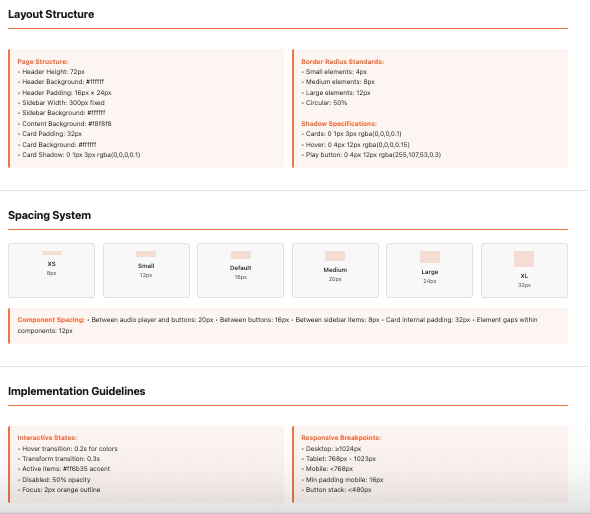 Layout Structure
Page Structure:
• Header Height: 72px
• Header Background: #ffffff
• Header Padding: 16px × 24px
• Sidebar Width: 300px fixed
• Sidebar Background: #ffffff
• Content Background: #f8f8f8
• Card Padding: 32px
• Card Background: #ffffff
• Card Shadow: 0 1px 3px rgba(0,0,0,0.1)
Border Radius Standards:
• Small elements: 4px
• Medium elements: 8px
• Large elements: 12px
• Circular: 50%
Shadow Specifications:
• Cards: 0 1px 3px rgba(0,0,0,0.1)
• Hover: 0 4px 12px rgba(0,0,0,0.15)
• Play button: 0 4px 12px rgba(255,107,53,0.3)
Spacing System
XS
8px
Small
12px
Default
16px
Medium
20px
Large
24px
XL
32px
Component Spacing: • Between audio player and buttons: 20px • Between buttons: 16px • Between sidebar items: 8px • Card internal padding: 32px • Element gaps within
components: 12px
Implementation Guidelines
Interactive States:
• Hover transition: 0.2s for colors
• Transform transition: 0.3s
• Active items: #ff6b35 accent
• Disabled: 50% opacity
• Focus: 2px orange outline
Responsive Breakpoints:
• Desktop: ≥1024px
• Tablet: 768px - 1023px
• Mobile: <768px
• Min padding mobile: 16px
• Button stack: <480px